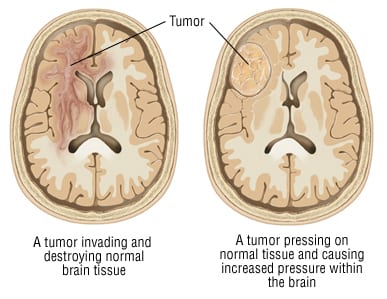 Tumor
A tumor invading and
destroying normal
brain tissue
A tumor pressing on
normal tissue and causing
increased pressure within
the brain